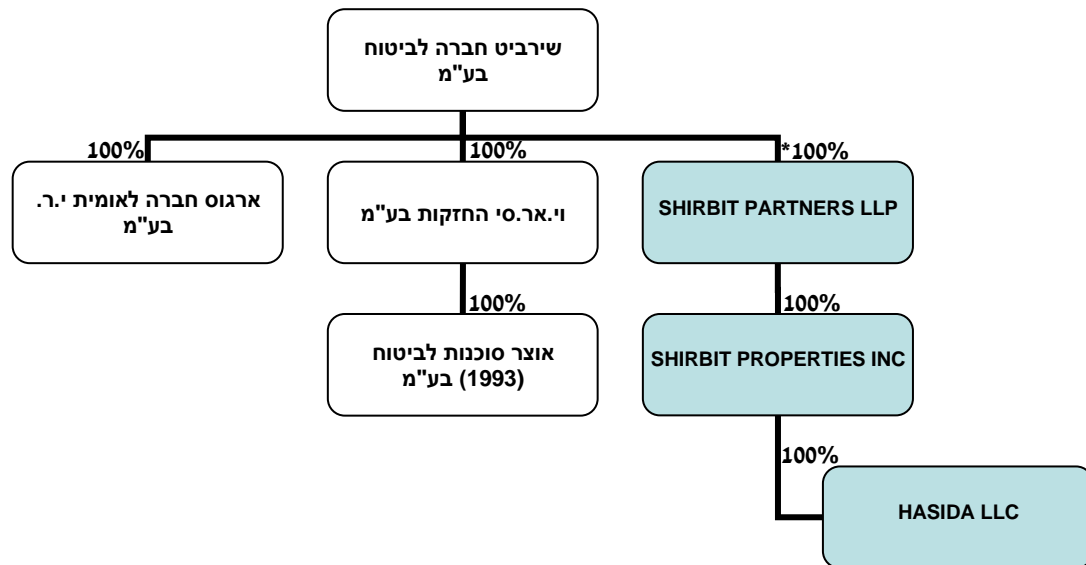 שירביט חברה לביטוח
בע"מ
100%
100%
*100%
ארגוס חברה לאומית י.ר.
בע"מ
וי.אר.סי החזקות בע"מ
SHIRBIT PARTNERS LLP
100%
100%
אוצר סוכנות לביטוח
(1993) בע"מ
SHIRBIT PROPERTIES INC
100%
HASIDA LLC